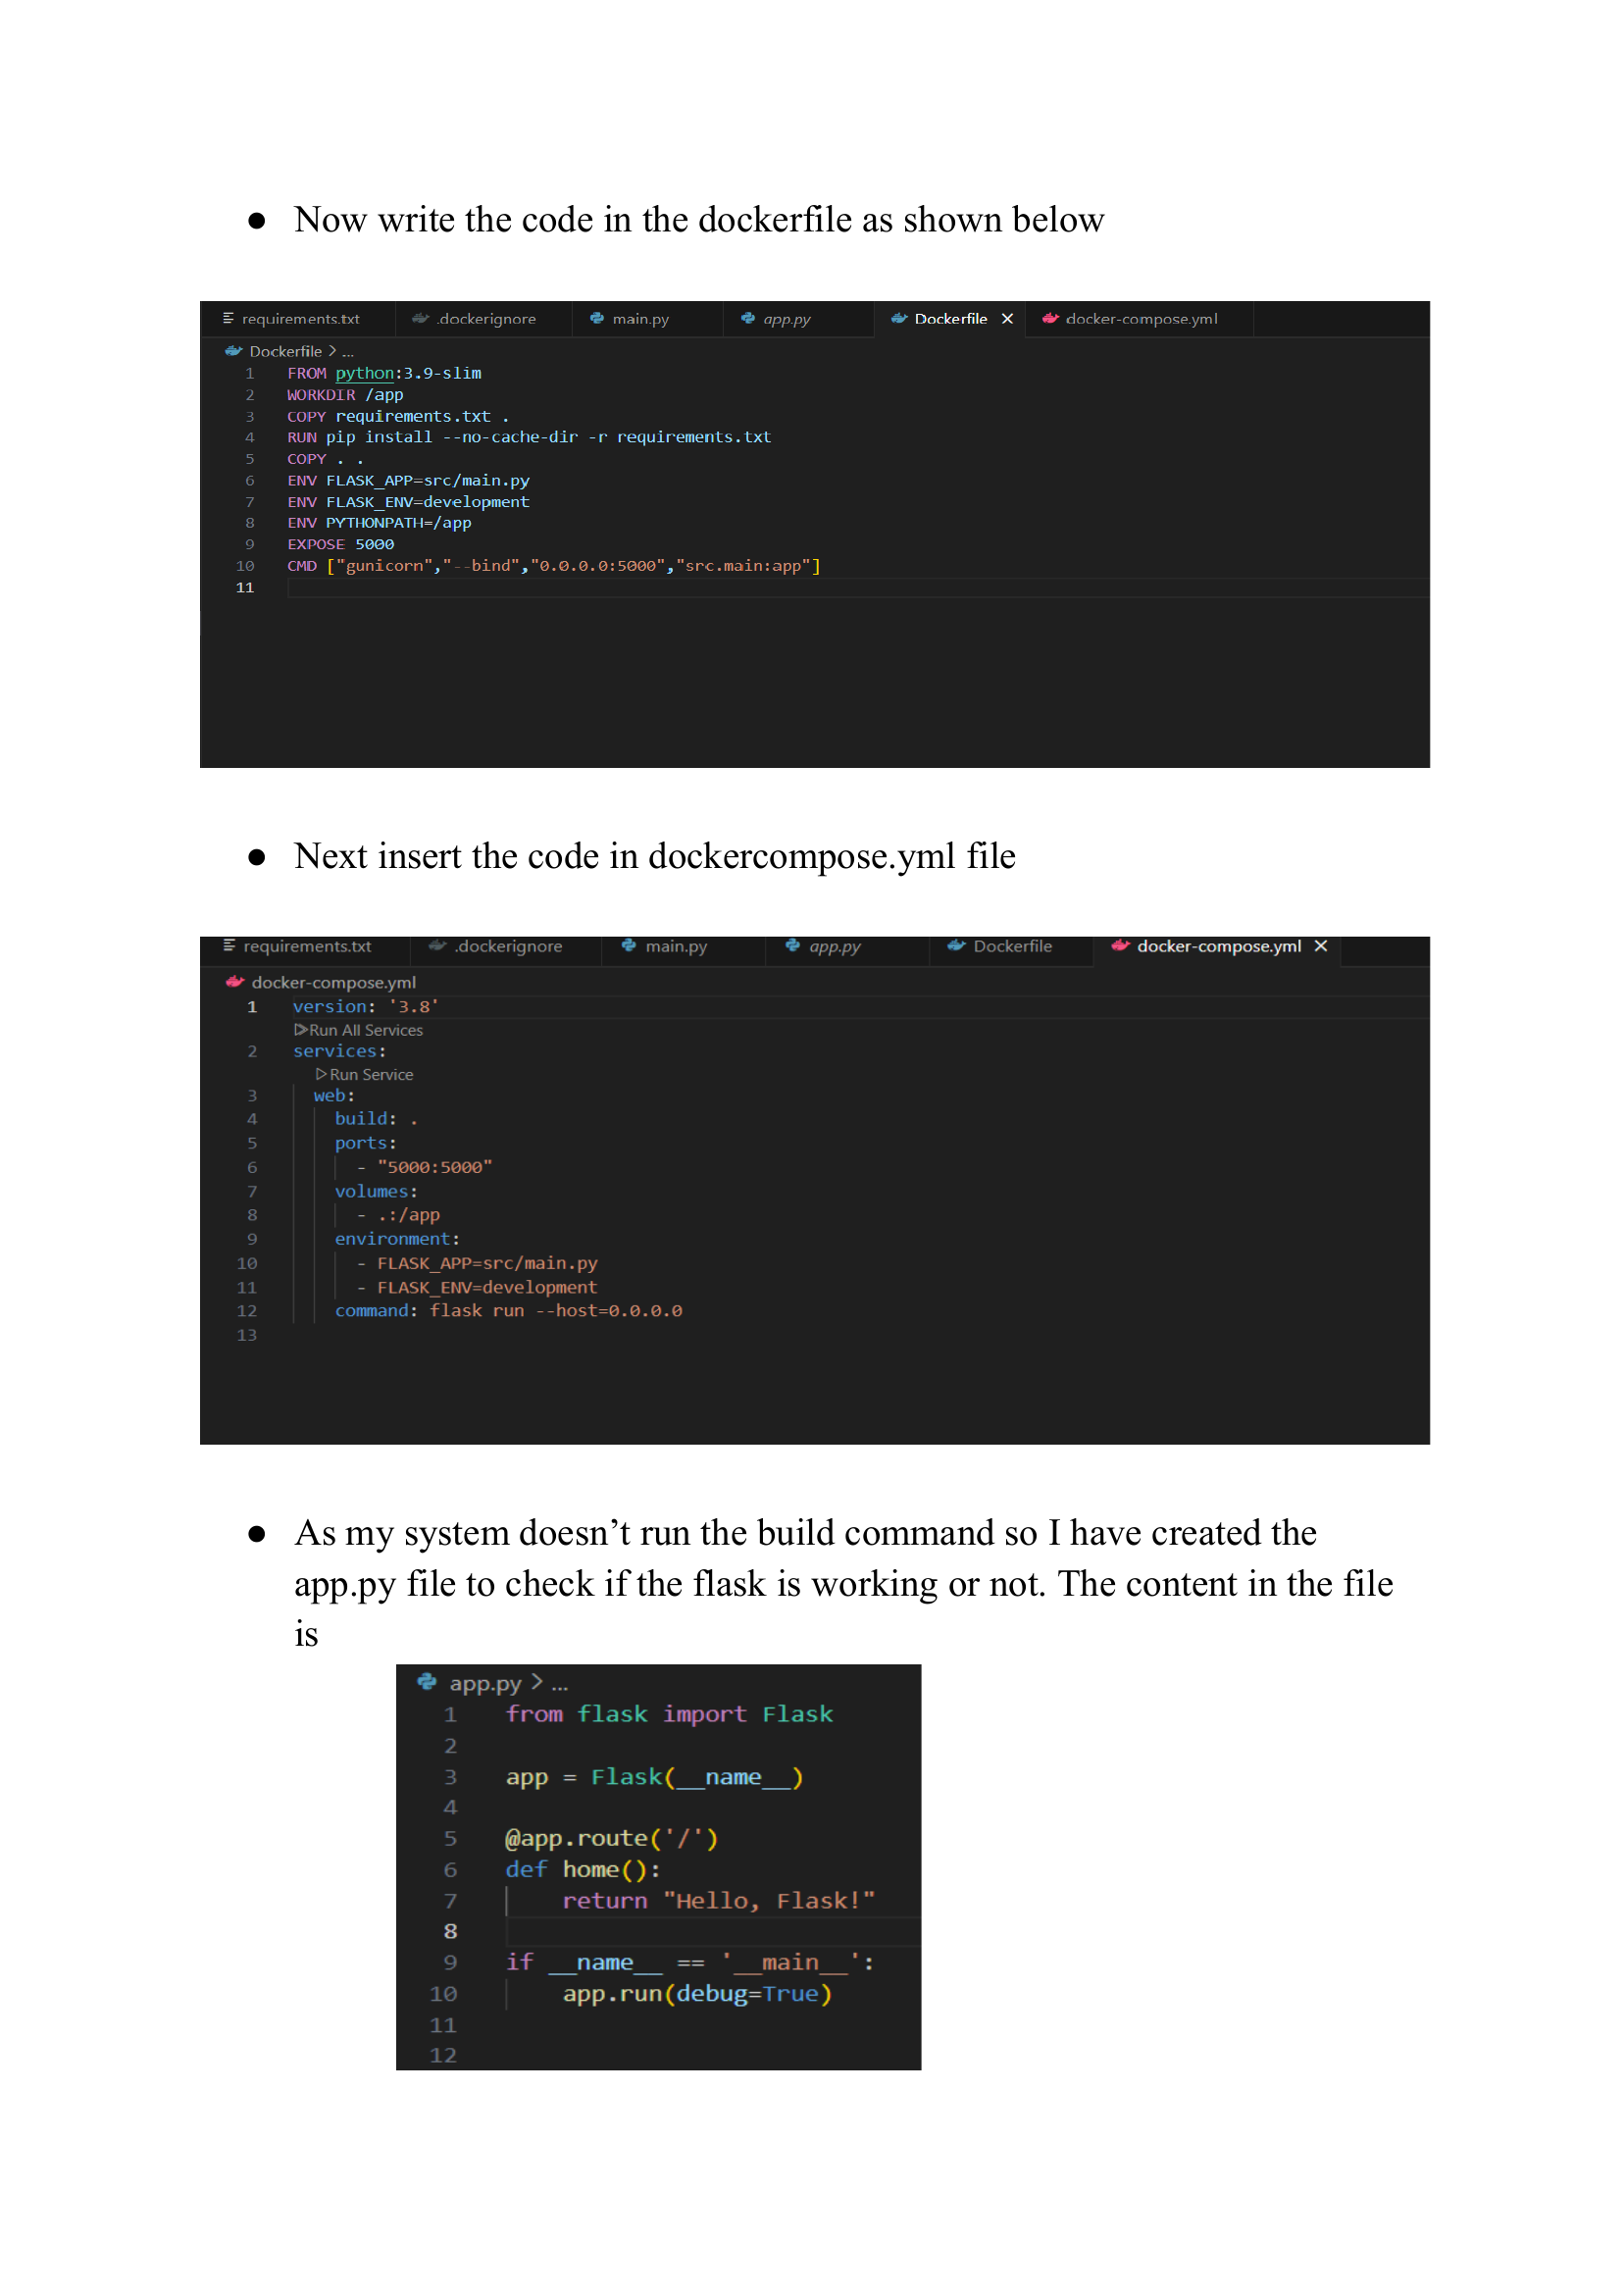 ● Now write the code in the dockerfile as shown below
requirements.txt .dockerignore main.py app.py Dockerfile × docker-compose.yml
Dockerfile > ...
1 FROM python:3.9-slim
2 WORKDIR /app
3 COPY requirements.txt .
4 RUN pip install --no-cache-dir -r requirements.txt
5 COPY . .
6 ENV FLASK_APP=src/main.py
7 ENV FLASK_ENV=development
8 ENV PYTHONPATH=/app
9 EXPOSE 5000
10 CMD ["gunicorn","--bind","0.0.0.0:5000","src.main:app"]
11
● Next insert the code in dockercompose.yml file
requirements.txt .dockerignore main.py app.py Dockerfile docker-compose.yml ×
docker-compose.yml
1 version: '3.8'
Run All Services
2 services:
Run Service
3 web:
4 build: .
5 ports:
6 - "5000:5000"
7 volumes:
8 - .:/app
9 environment:
10 - FLASK_APP=src/main.py
11 - FLASK_ENV=development
12 command: flask run --host=0.0.0.0
13
● As my system doesn’t run the build command so I have created the
app.py file to check if the flask is working or not. The content in the file
is
app.py > ...
1 from flask import Flask
2
3 app = Flask(__name__)
4
5 @app.route('/')
6 def home():
7 return "Hello, Flask!"
8
9 if __name__ == '__main__':
10 app.run(debug=True)
11
12